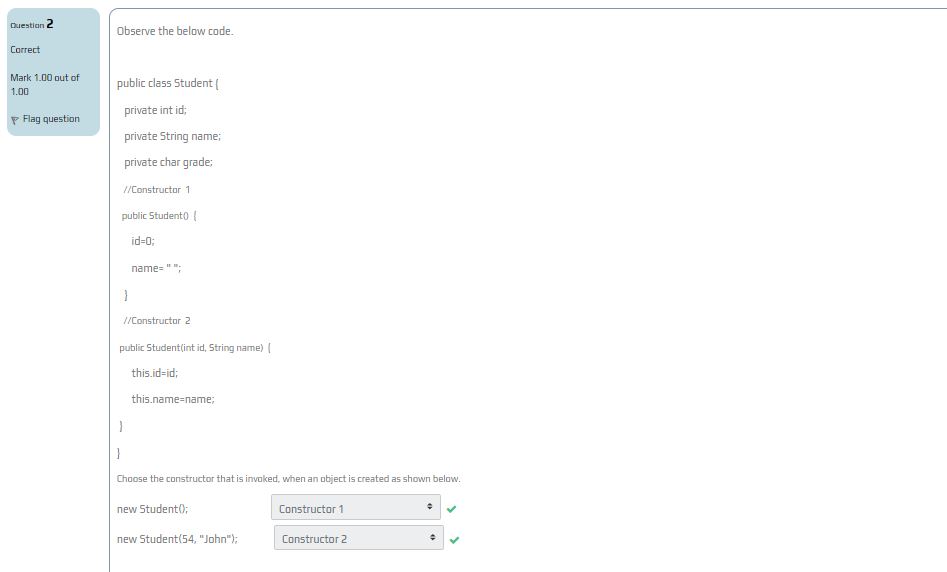 Question 2
Correct
Mark 1.00 out of
1.00
Flag question
Observe the below code.
public class Student {
private int id;
private String name;
private char grade;
//Constructor 1
public Student() {
id=0;
name= " ";
}
//Constructor 2
public Student(int id, String name) {
this.id=id;
this.name=name;
}
}
Choose the constructor that is invoked, when an object is created as shown below.
new Student(); Constructor 1
new Student(54, "John"); Constructor 2